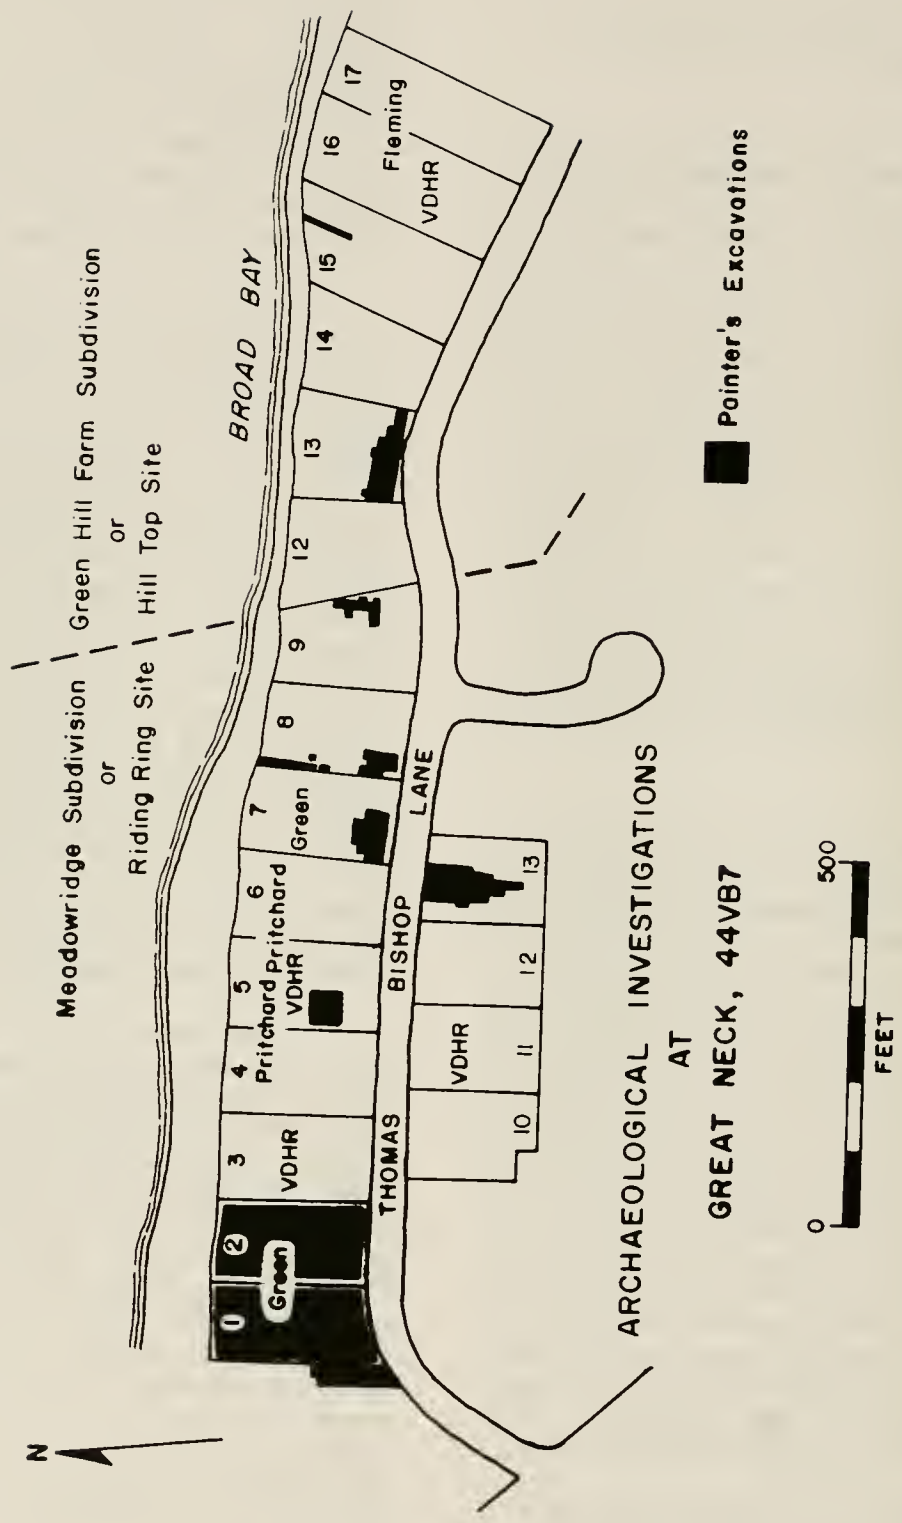 Meadowridge Subdivision
or
Riding Ring Site
Green Hill Farm Subdivision
or
Hill Top Site
BROAD BAY
N
1
2
Green
3
VDHR
4
Pritchard
5
VDHR
6
Pritchard
7
Green
8
9
12
13
14
15
16
17
Fleming
VDHR
THOMAS BISHOP LANE
10
11
12
13
VDHR
ARCHAEOLOGICAL INVESTIGATIONS
AT
GREAT NECK, 44VB7
Painter's Excavations
0
500
FEET